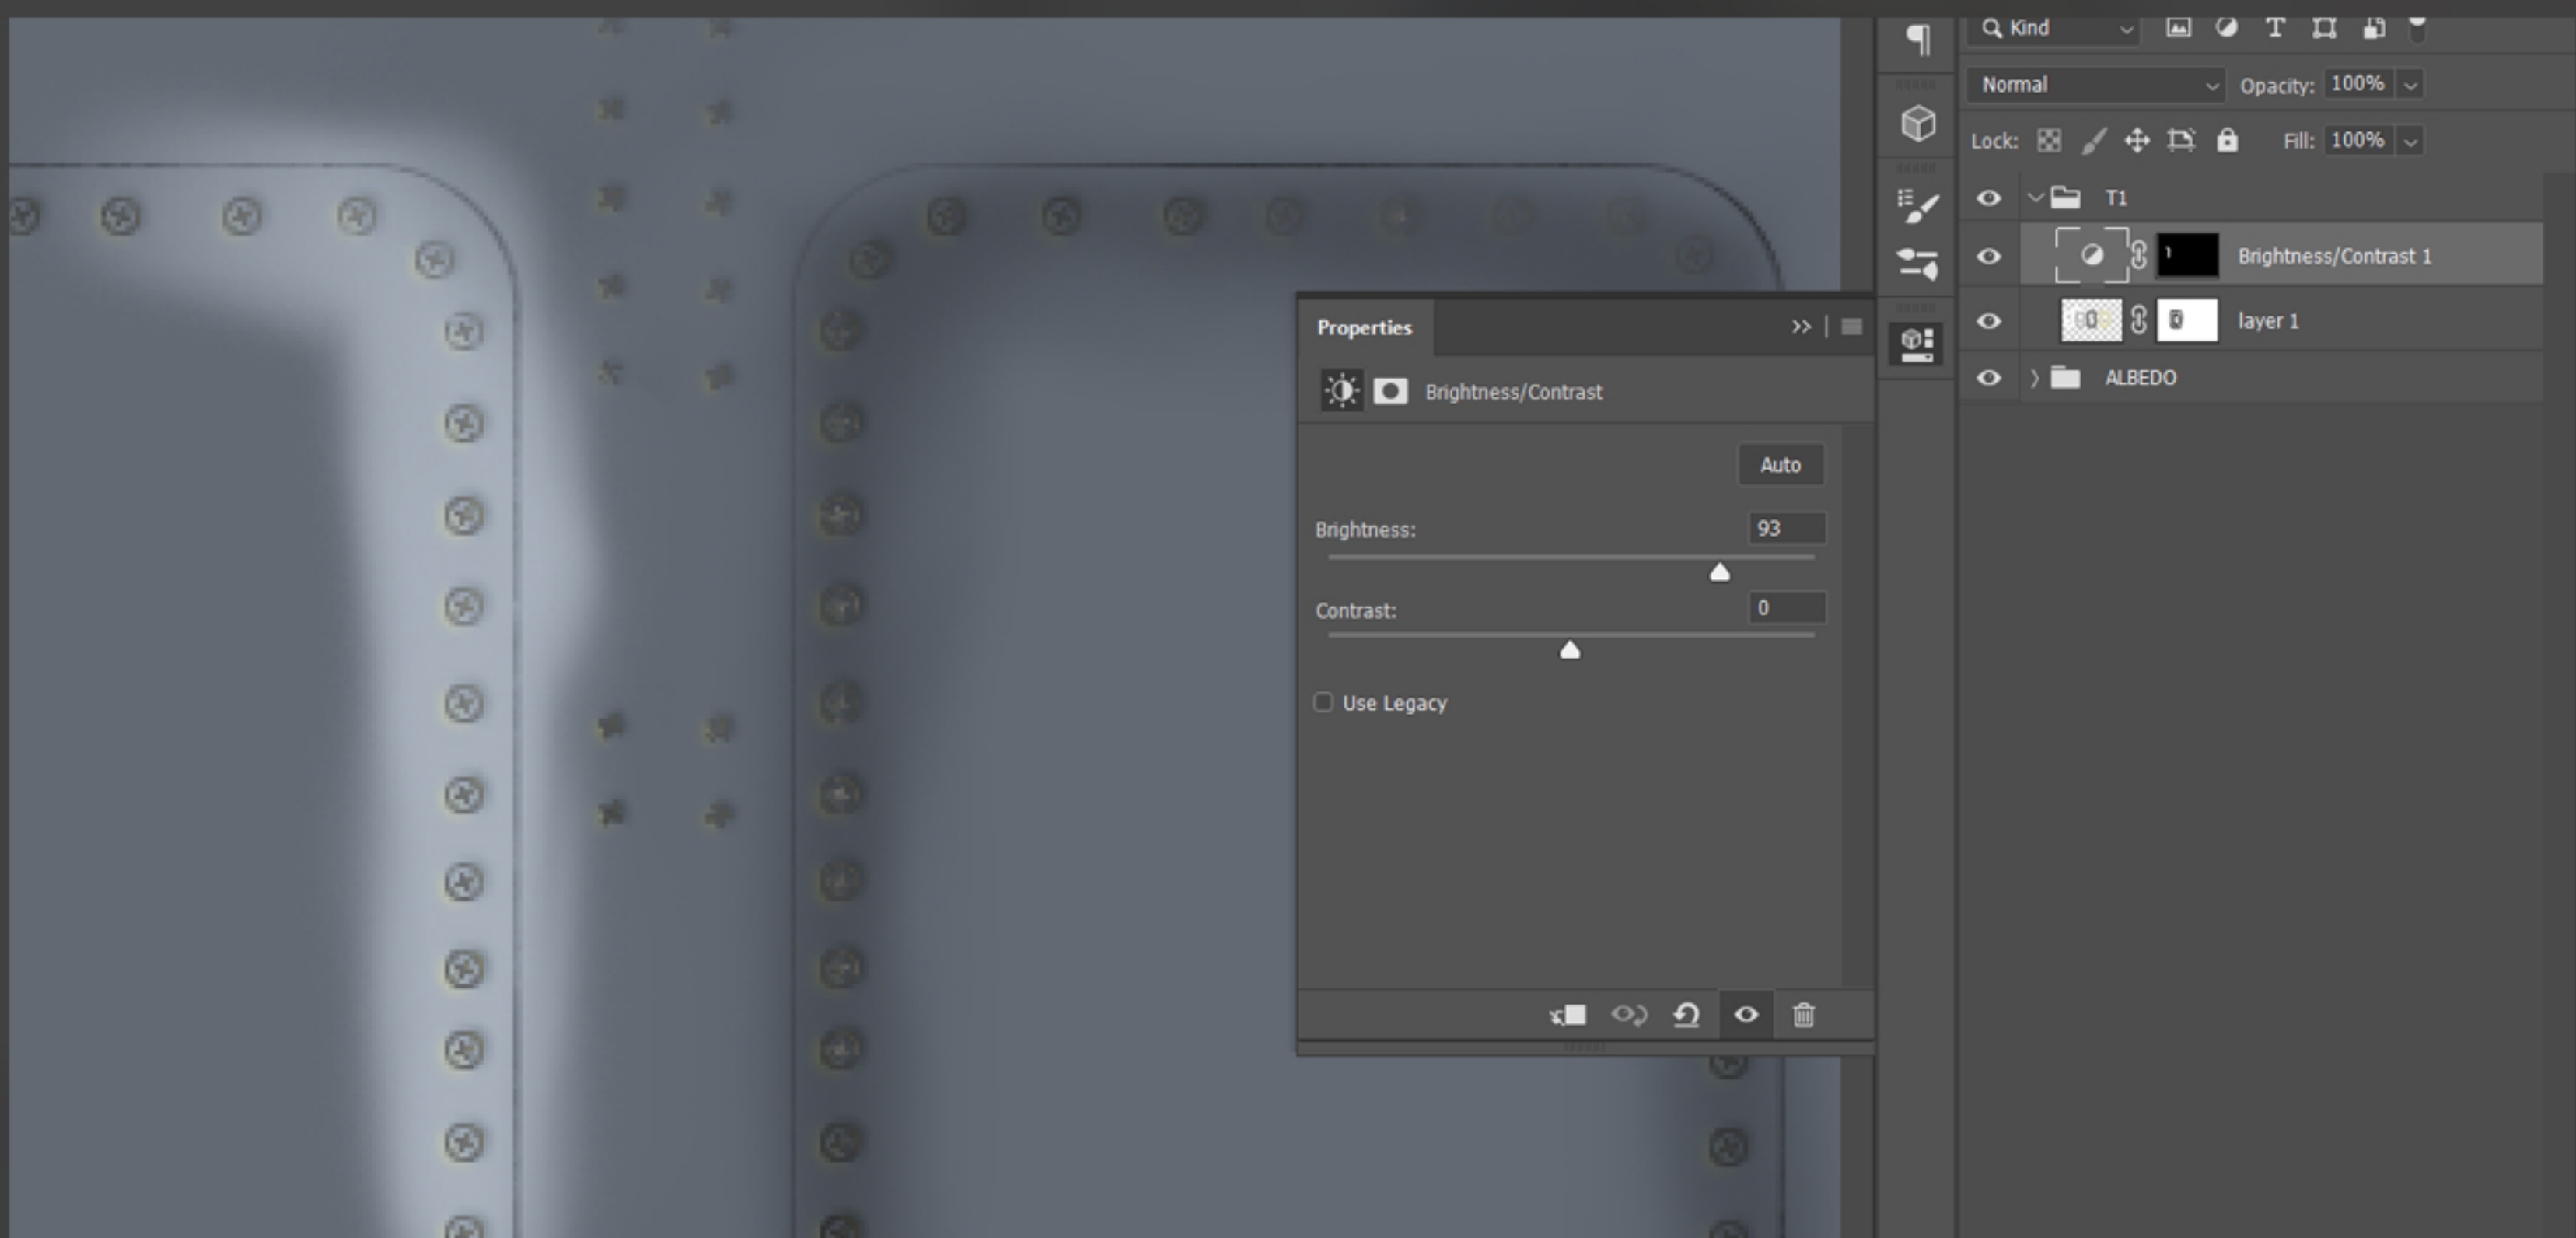 Kind
Normal
Opacity: 100%
Lock:
Fill: 100%
T1
Brightness/Contrast 1
layer 1
ALBEDO
Properties
Brightness/Contrast
Auto
Brightness: 93
Contrast: 0
Use Legacy